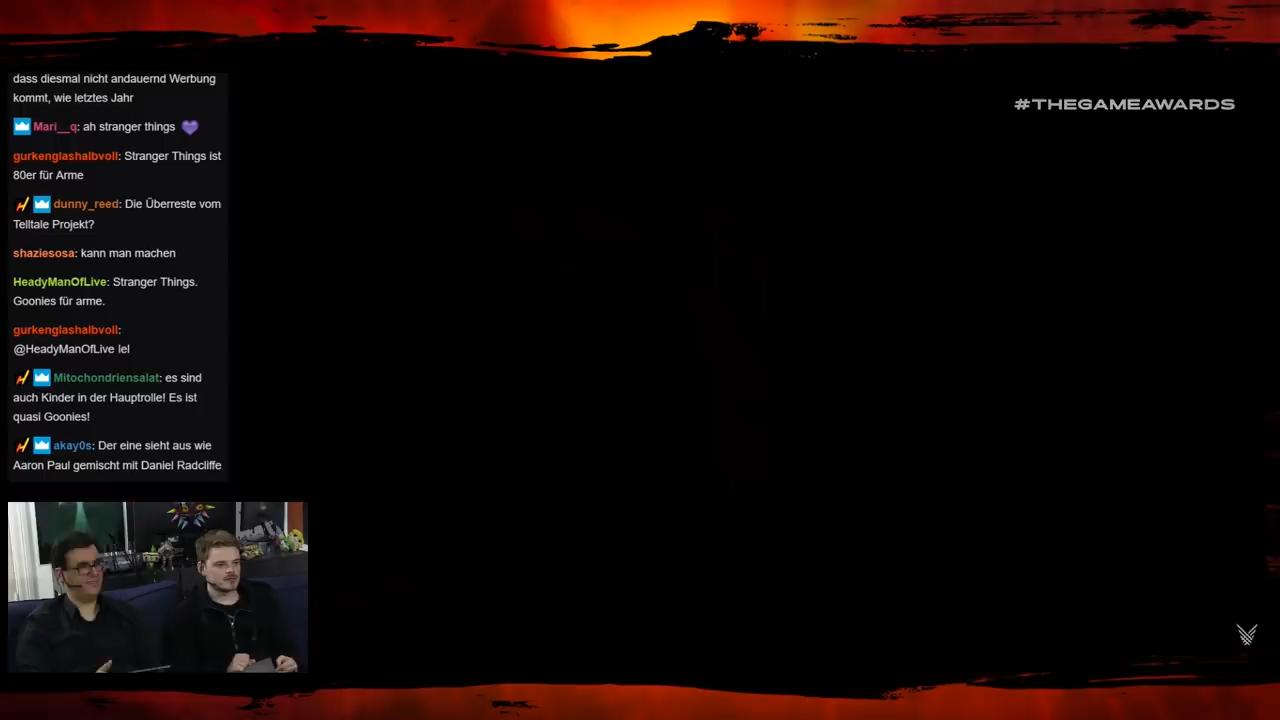 dass diesmal nicht andauernd Werbung
kommt, wie letztes Jahr
Mari__q: ah stranger things
gurkenglashalbvoll: Stranger Things ist
80er für Arme
dunny_reed: Die Überreste vom
Telltale Projekt?
shaziesosa: kann man machen
HeadyManOfLive: Stranger Things.
Goonies für arme.
gurkenglashalbvoll:
@HeadyManOfLive lel
Mitochondriensalat: es sind
auch Kinder in der Hauptrolle! Es ist
quasi Goonies!
akay0s: Der eine sieht aus wie
Aaron Paul gemischt mit Daniel Radcliffe
#THEGAMEAWARDS